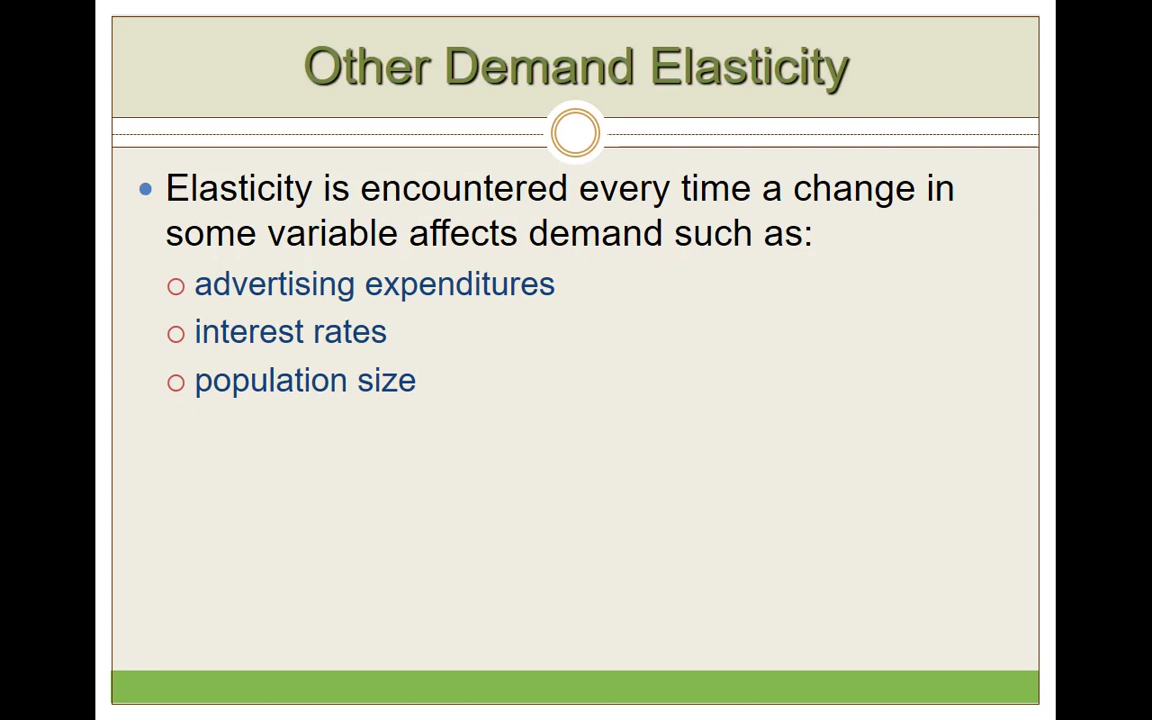 Other Demand Elasticity
• Elasticity is encountered every time a change in
some variable affects demand such as:
○ advertising expenditures
○ interest rates
○ population size